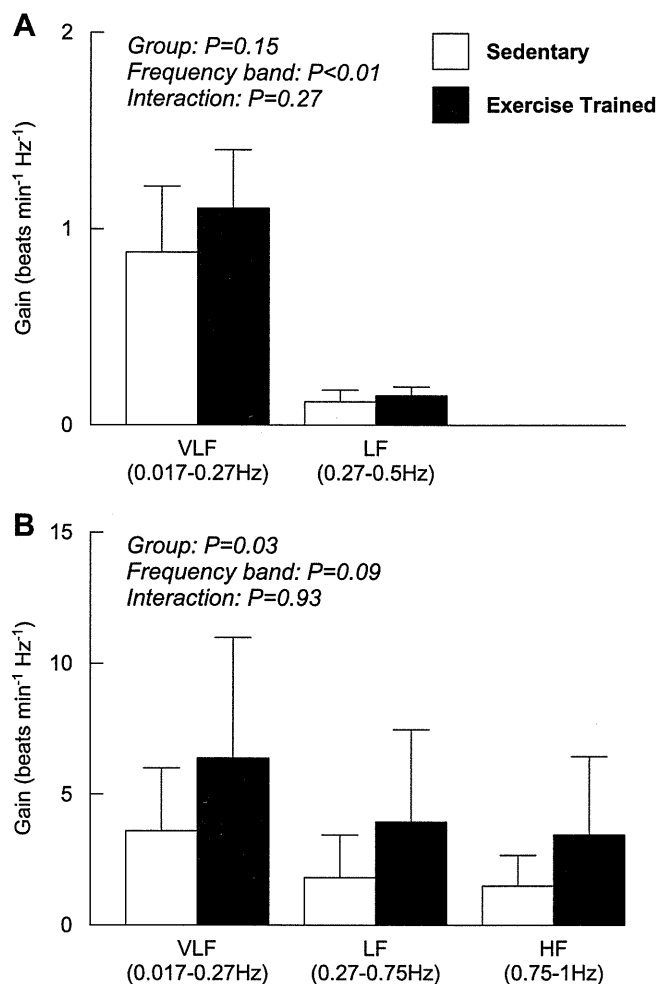 A
2
Group: P=0.15
Frequency band: P<0.01
Interaction: P=0.27
Sedentary
Exercise Trained
1
0
Gain (beats min⁻¹ Hz⁻¹)
VLF
(0.017-0.27Hz)
LF
(0.27-0.5Hz)
B
15
Group: P=0.03
Frequency band: P=0.09
Interaction: P=0.93
10
5
0
Gain (beats min⁻¹ Hz⁻¹)
VLF
(0.017-0.27Hz)
LF
(0.27-0.75Hz)
HF
(0.75-1Hz)